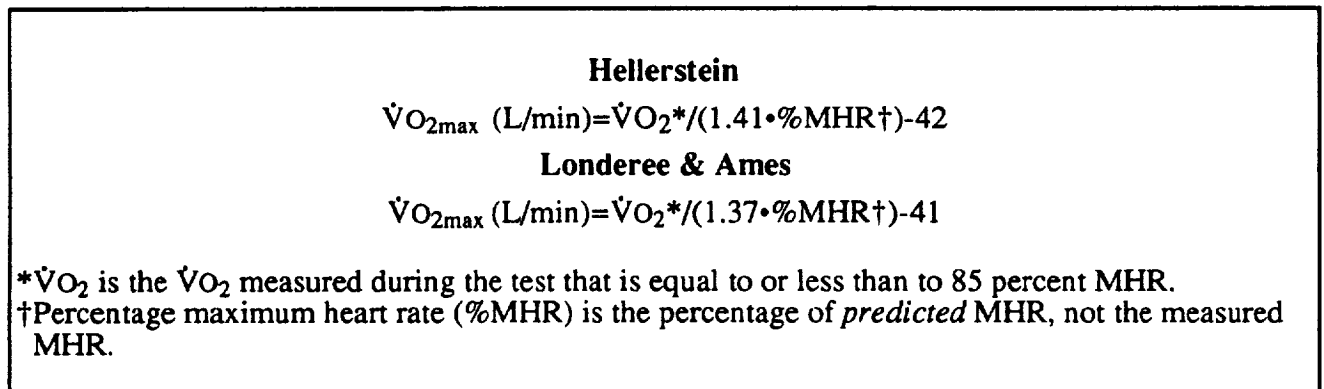 Hellerstein
V̇O₂max (L/min)=V̇O₂*/(1.41•%MHR†)-42
Londeree & Ames
V̇O₂max (L/min)=V̇O₂*/(1.37•%MHR†)-41
*V̇O₂ is the V̇O₂ measured during the test that is equal to or less than to 85 percent MHR.
†Percentage maximum heart rate (%MHR) is the percentage of predicted MHR, not the measured
MHR.